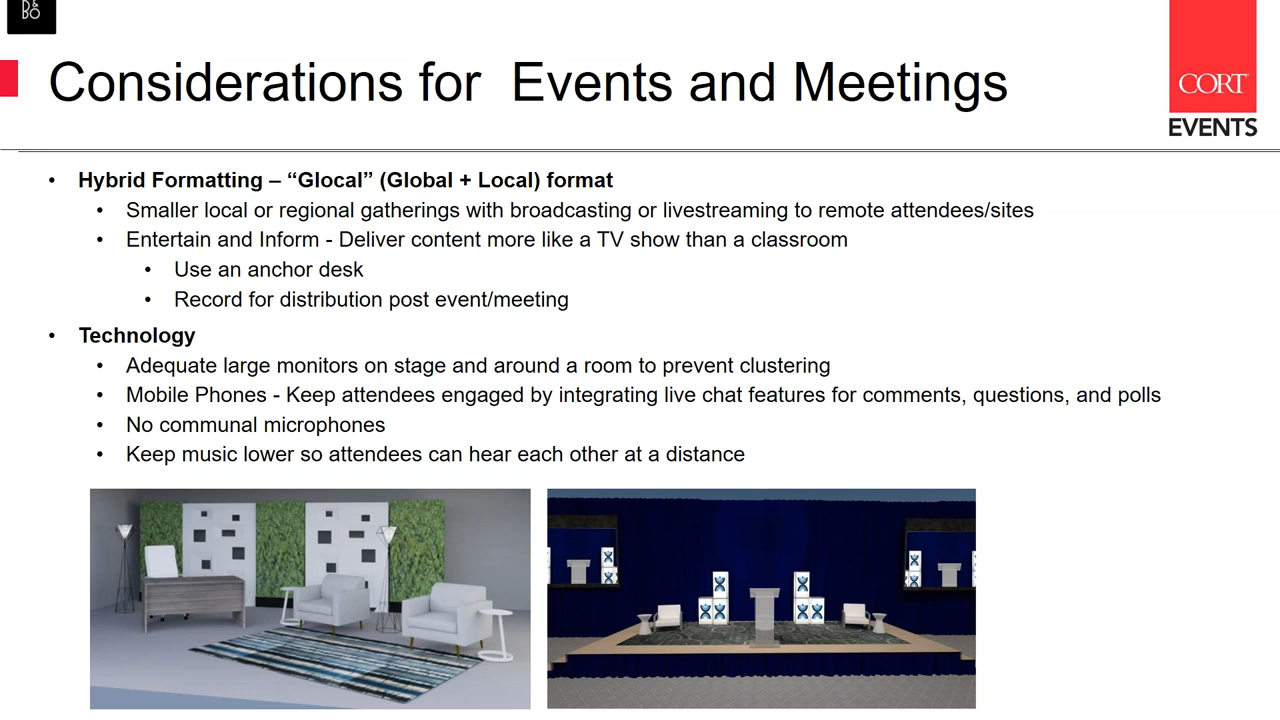 B&
BO
Considerations for  Events and Meetings
CORT
EVENTS
• Hybrid Formatting – “Glocal” (Global + Local) format
• Smaller local or regional gatherings with broadcasting or livestreaming to remote attendees/sites
• Entertain and Inform - Deliver content more like a TV show than a classroom
• Use an anchor desk
• Record for distribution post event/meeting
• Technology
• Adequate large monitors on stage and around a room to prevent clustering
• Mobile Phones - Keep attendees engaged by integrating live chat features for comments, questions, and polls
• No communal microphones
• Keep music lower so attendees can hear each other at a distance